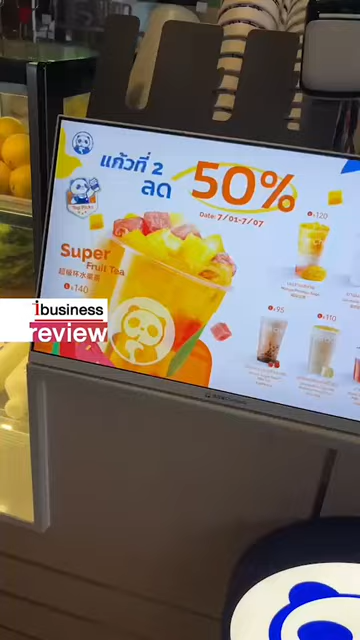 แก้วที่ 2
ลด
50%
Date: 7/01-7/07
Super
Fruit Tea
超级杯水果茶
140
120
95
110
ibusiness
review